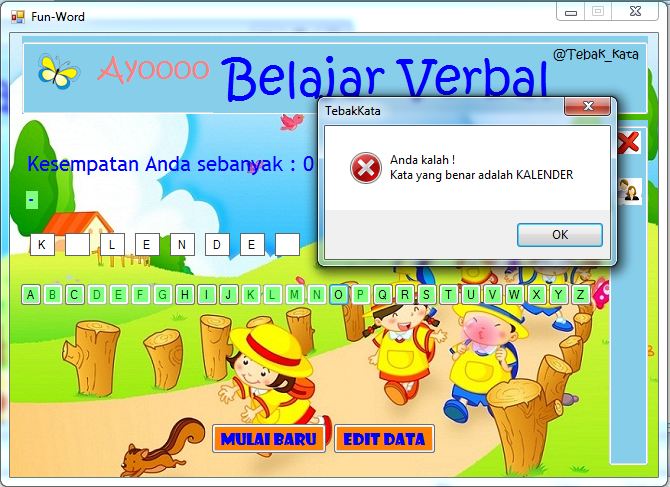 Fun-Word
@Tebak_Kata
Ayoooo Belajar Verbal
TebakKata
Anda kalah !
Kata yang benar adalah KALENDER
OK
Kesempatan Anda sebanyak : 0
-
K L E N D E
A B C D E F G H I J K L M N O P Q R S T U V W X Y Z
MULAI BARU EDIT DATA